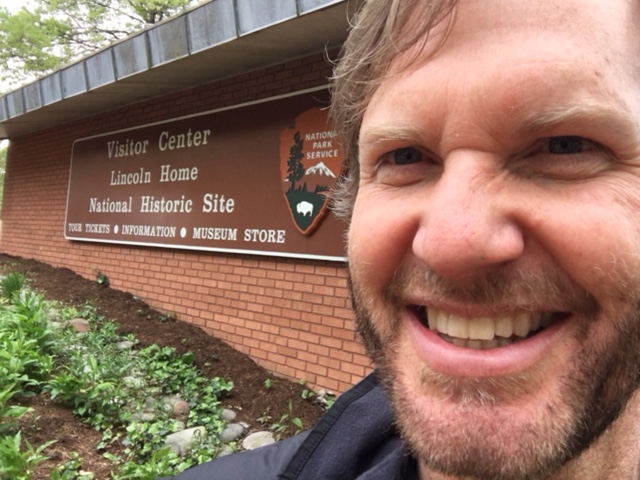 Visitor Center
Lincoln Home
National Historic Site
TOUR TICKETS ● INFORMATION ● MUSEUM STORE
NATIONAL
PARK
SERVICE